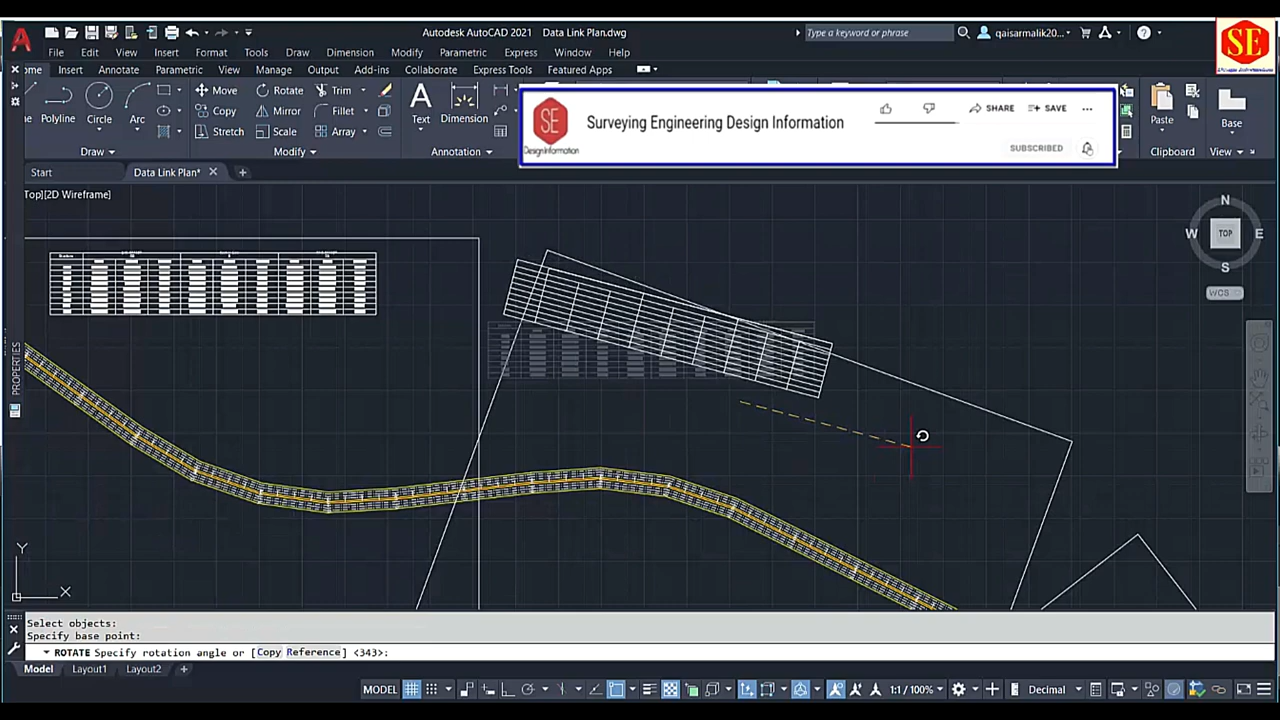 Autodesk AutoCAD 2021 Data Link Plan.dwg
Type a keyword or phrase
qaisarmalik20...
SE
File Edit View Insert Format Tools Draw Dimension Modify Parametric Express Window Help
ome Insert Annotate Parametric View Manage Output Add-ins Collaborate Express Tools Featured Apps
Polyline Circle Arc
Move Rotate Trim
Copy Mirror Fillet
Stretch Scale Array
Text Dimension
Paste
Base
Draw Modify Annotation Clipboard View
SE
DesignInformation
Surveying Engineering Design Information
SHARE SAVE ...
SUBSCRIBED
Start Data Link Plan*
Top][2D Wireframe]
N
W TOP E
S
WCS
PROPERTIES
Y
X
Select objects:
Specify base point:
ROTATE Specify rotation angle or [Copy Reference] <343>:
Model Layout1 Layout2 +
MODEL 1:1 / 100% Decimal